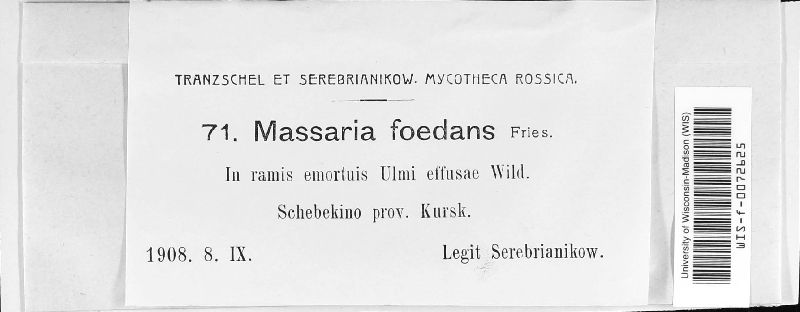 TRANZSCHEL ET SEREBRIANIKOW. MYCOTHECA ROSSICA.
71. Massaria foedans Fries.
In ramis emortuis Ulmi effusae Wild.
Schebekino prov. Kursk.
1908. 8. IX. Legit Serebrianikow.
University of Wisconsin-Madison (WIS)
WIS-f-0072625